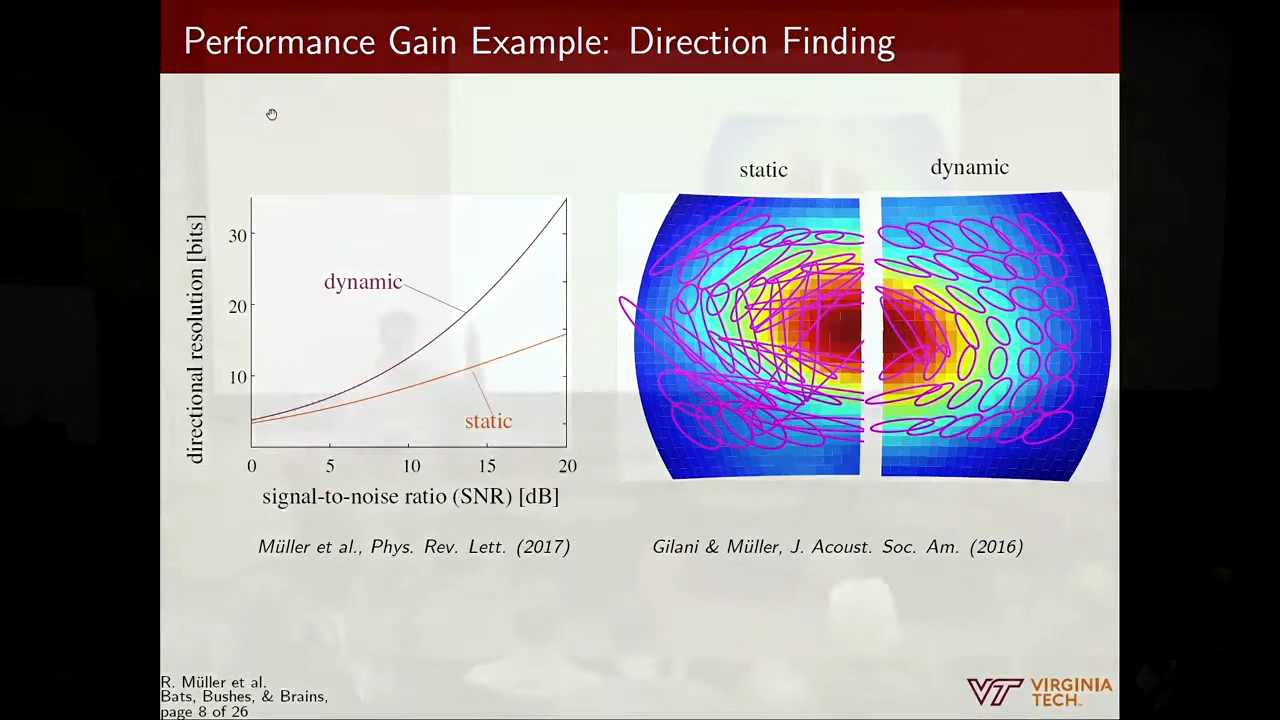 Performance Gain Example: Direction Finding
static
dynamic
directional resolution [bits]
30
20
10
dynamic
static
0 5 10 15 20
signal-to-noise ratio (SNR) [dB]
Müller et al., Phys. Rev. Lett. (2017)
Gilani & Müller, J. Acoust. Soc. Am. (2016)
R. Müller et al.
Bats, Bushes, & Brains,
page 8 of 26
VT VIRGINIA
TECH™